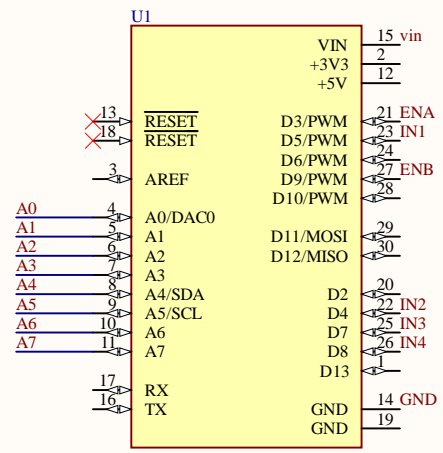 U1
VIN 15 vin
+3V3 2
+5V 12
13 RESET D3/PWM 21 ENA
18 RESET D5/PWM 23 IN1
D6/PWM 24
3 AREF D9/PWM 27 ENB
D10/PWM 28
A0 4 A0/DAC0
A1 5 A1 D11/MOSI 29
A2 6 A2 D12/MISO 30
A3 7 A3
A4 8 A4/SDA D2 20
A5 9 A5/SCL D4 22 IN2
A6 10 A6 D7 25 IN3
A7 11 A7 D8 26 IN4
D13 1
17 RX
16 TX GND 14 GND
GND 19